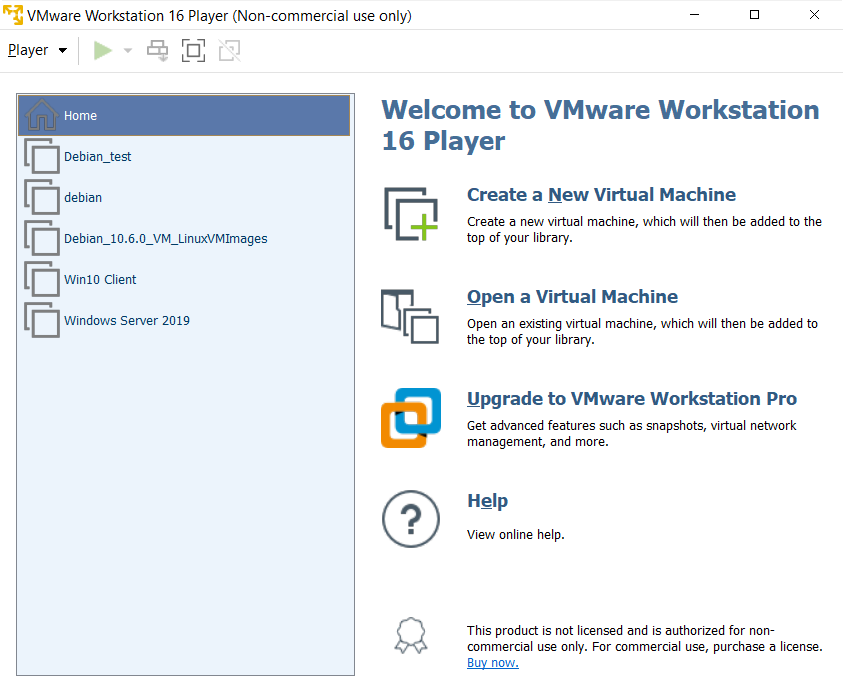 VMware Workstation 16 Player (Non-commercial use only)
Player
Home
Debian_test
debian
Debian_10.6.0_VM_LinuxVMImages
Win10 Client
Windows Server 2019
Welcome to VMware Workstation
16 Player
Create a New Virtual Machine
Create a new virtual machine, which will then be added to the
top of your library.
Open a Virtual Machine
Open an existing virtual machine, which will then be added to
the top of your library.
Upgrade to VMware Workstation Pro
Get advanced features such as snapshots, virtual network
management, and more.
Help
View online help.
This product is not licensed and is authorized for non-
commercial use only. For commercial use, purchase a license.
Buy now.